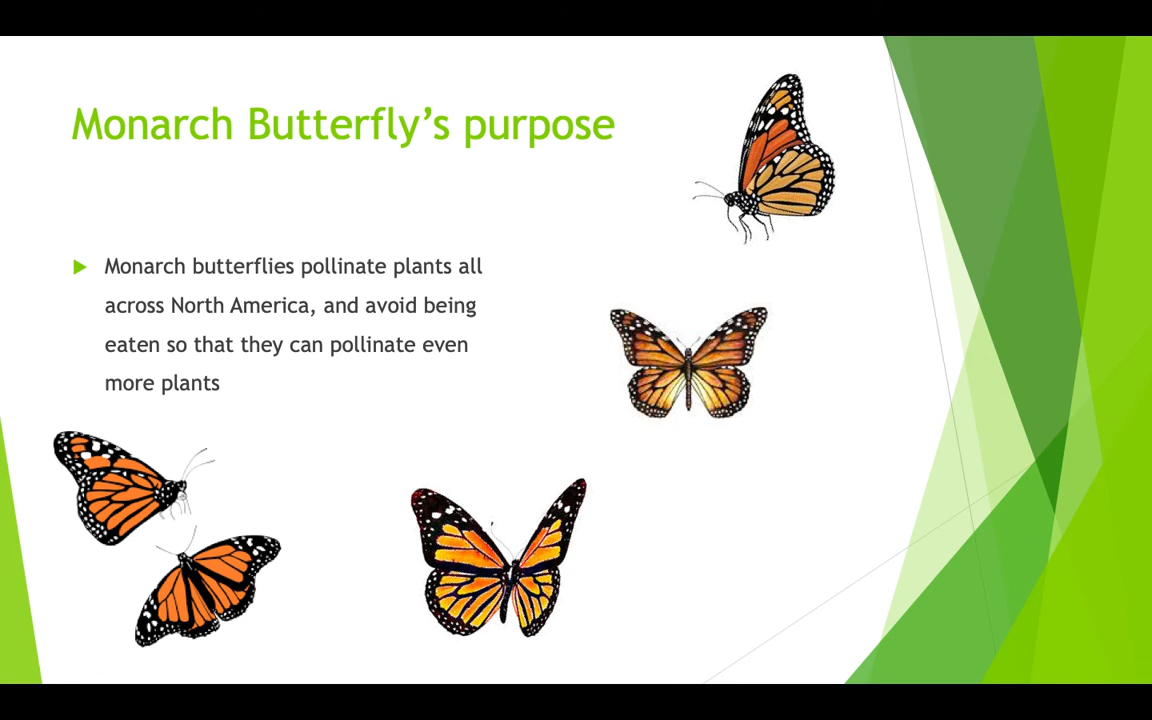 Monarch Butterfly’s purpose
Monarch butterflies pollinate plants all
across North America, and avoid being
eaten so that they can pollinate even
more plants